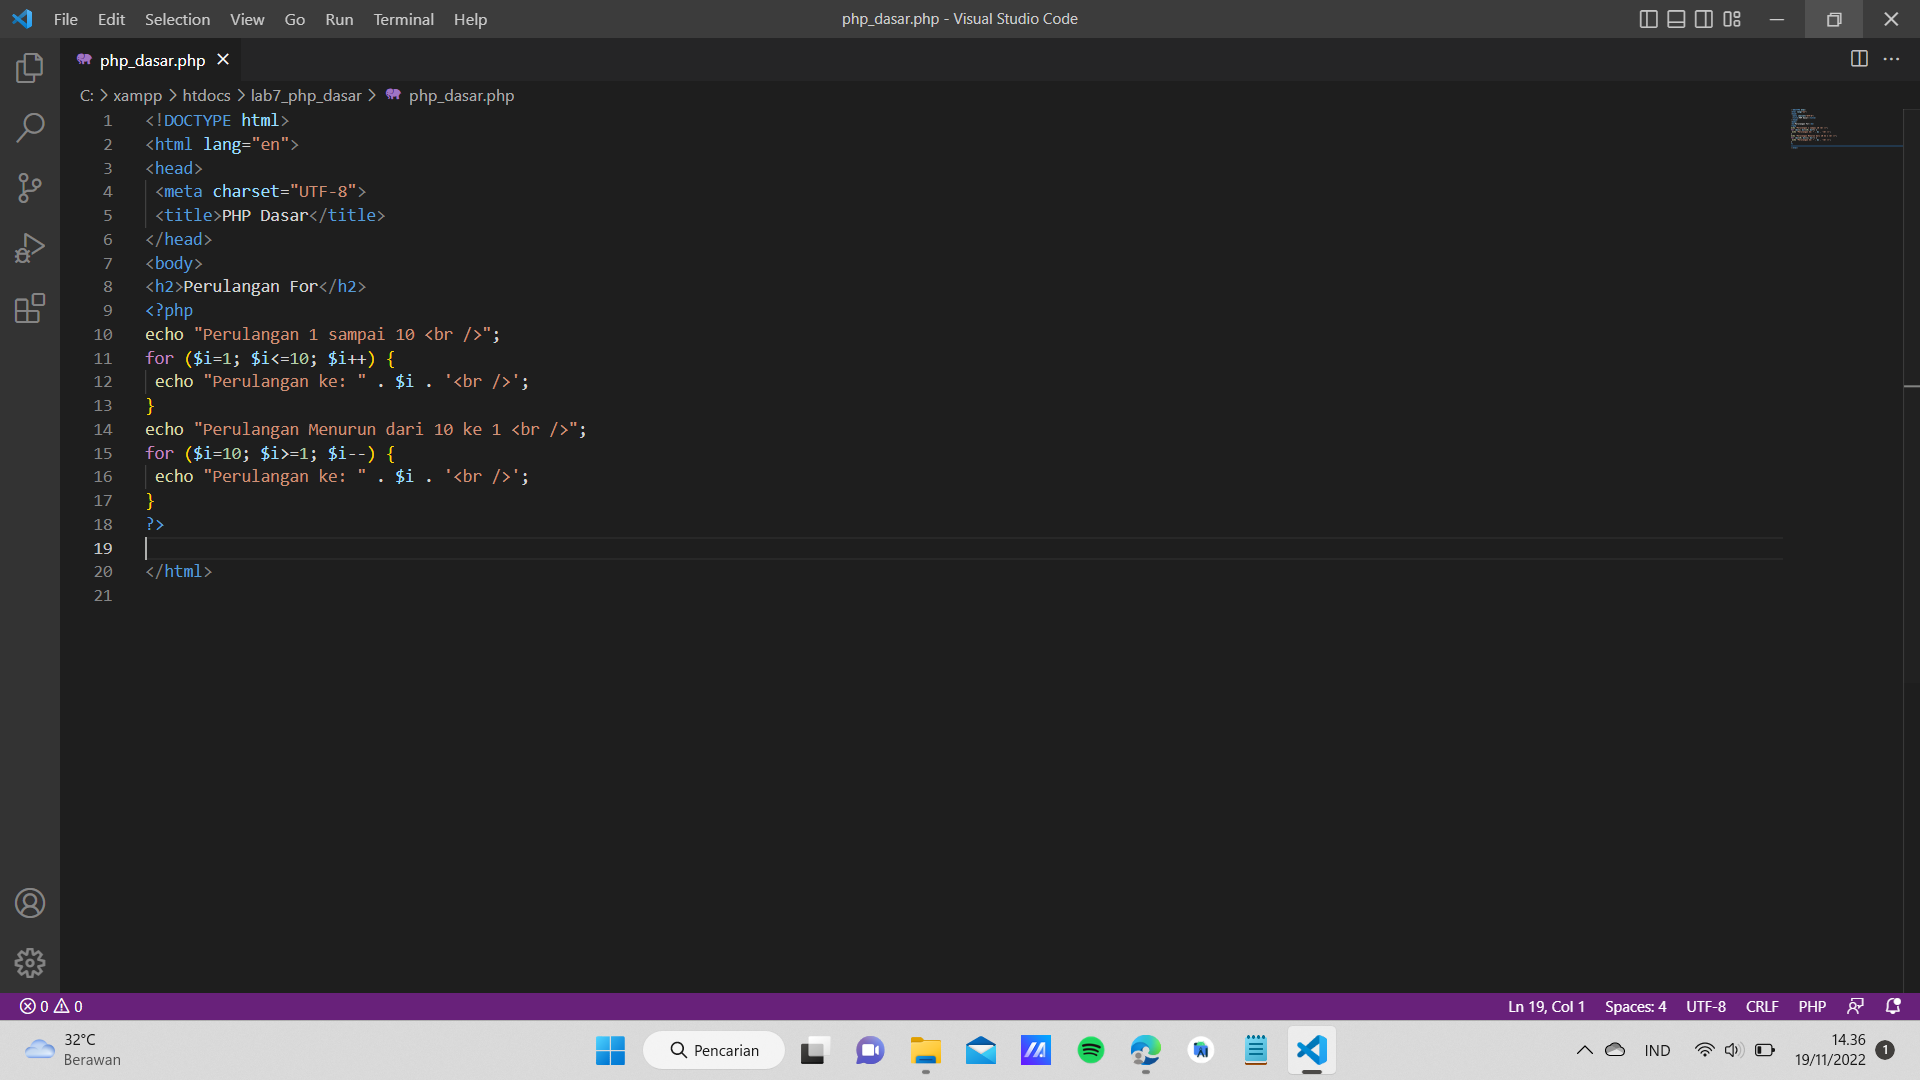 File Edit Selection View Go Run Terminal Help
php_dasar.php - Visual Studio Code
php_dasar.php
C: > xampp > htdocs > lab7_php_dasar > php_dasar.php
1 <!DOCTYPE html>
2 <html lang="en">
3 <head>
4 <meta charset="UTF-8">
5 <title>PHP Dasar</title>
6 </head>
7 <body>
8 <h2>Perulangan For</h2>
9 <?php
10 echo "Perulangan 1 sampai 10 <br />";
11 for ($i=1; $i<=10; $i++) {
12 echo "Perulangan ke: " . $i . '<br />';
13 }
14 echo "Perulangan Menurun dari 10 ke 1 <br />";
15 for ($i=10; $i>=1; $i--) {
16 echo "Perulangan ke: " . $i . '<br />';
17 }
18 ?>
19
20 </html>
21
0 0
Ln 19, Col 1 Spaces: 4 UTF-8 CRLF PHP
32°C
Berawan
Pencarian
IND
14.36
19/11/2022
1